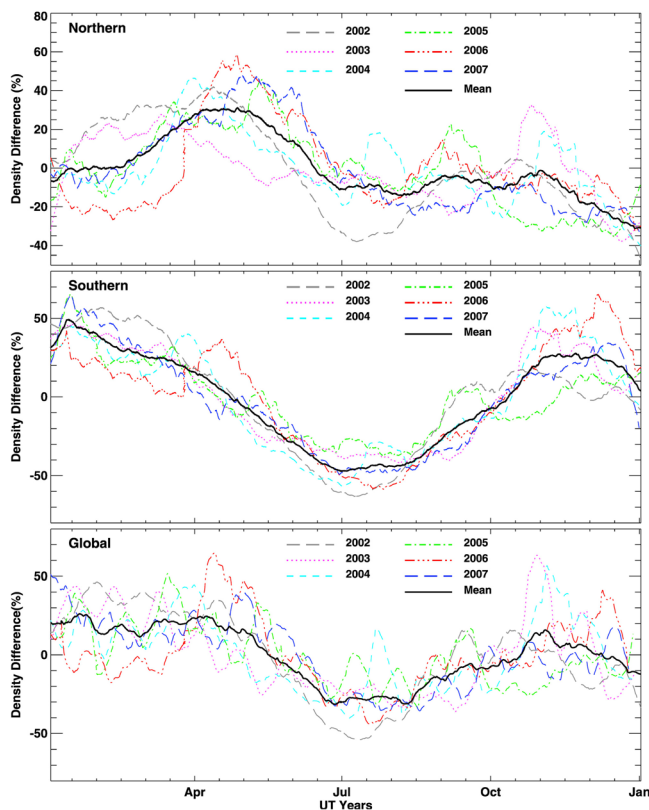 Northern
2002
2003
2004
2005
2006
2007
Mean
Density Difference (%)
80
60
40
20
0
-20
-40
Southern
2002
2003
2004
2005
2006
2007
Mean
Density Difference (%)
50
0
-50
Global
2002
2003
2004
2005
2006
2007
Mean
Density Difference(%)
50
0
-50
Apr
Jul
Oct
Jan
UT Years